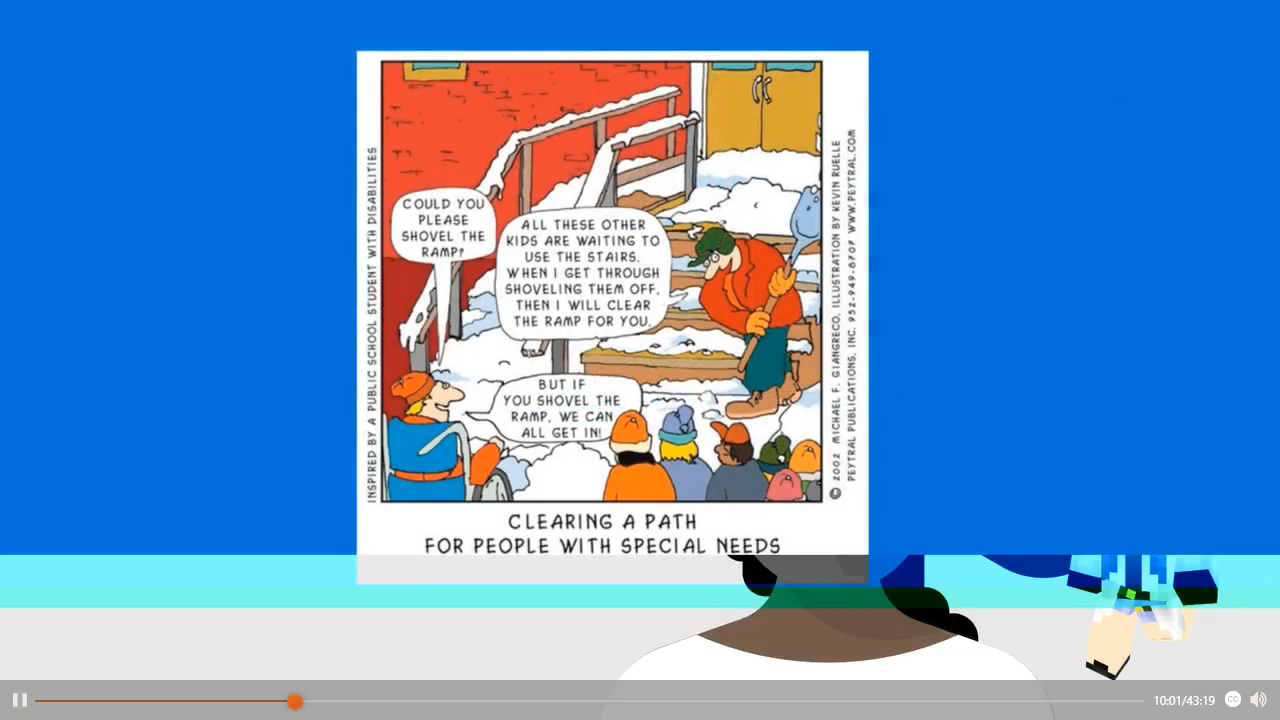 INSPIRED BY A PUBLIC SCHOOL STUDENT WITH DISABILITIES
COULD YOU
PLEASE
SHOVEL THE
RAMP?
ALL THESE OTHER
KIDS ARE WAITING TO
USE THE STAIRS.
WHEN I GET THROUGH
SHOVELING THEM OFF,
THEN I WILL CLEAR
THE RAMP FOR YOU.
BUT IF
YOU SHOVEL THE
RAMP, WE CAN
ALL GET IN!
© 2002 MICHAEL F. GIANGRECO, ILLUSTRATION BY KEVIN RUELLE
PEYTRAL PUBLICATIONS, INC. 952-949-8707 WWW.PEYTRAL.COM
CLEARING A PATH
FOR PEOPLE WITH SPECIAL NEEDS
10:01/43:19
CC